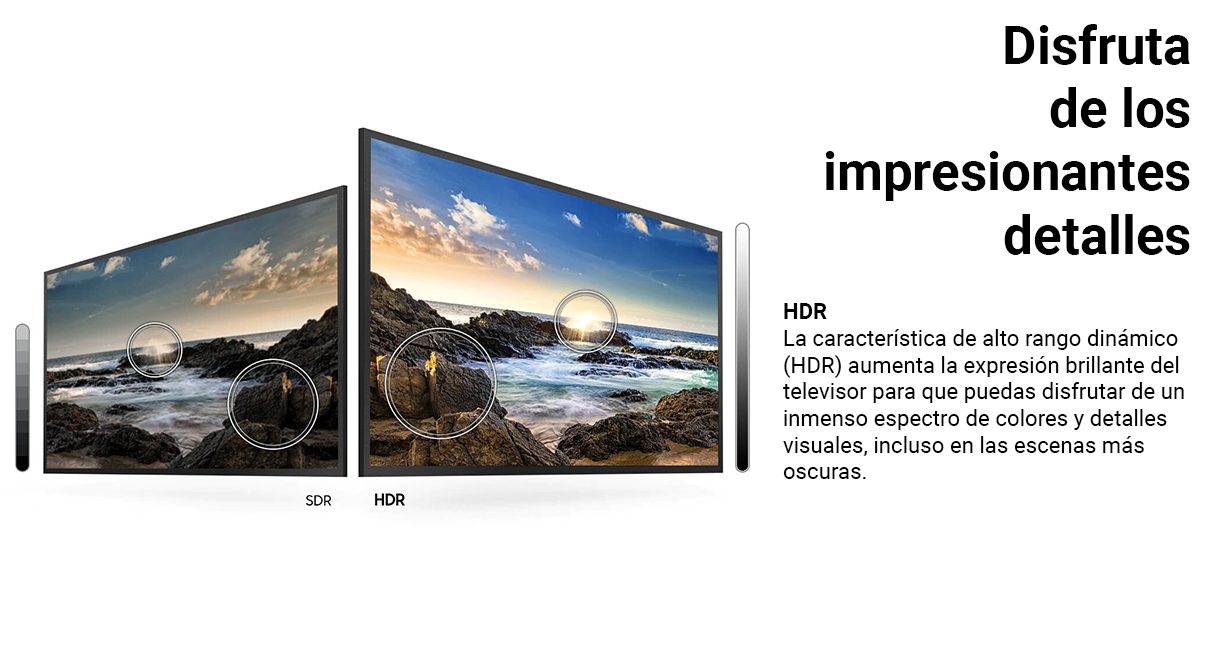 Disfruta
de los
impresionantes
detalles
HDR
La característica de alto rango dinámico
(HDR) aumenta la expresión brillante del
televisor para que puedas disfrutar de un
inmenso espectro de colores y detalles
visuales, incluso en las escenas más
oscuras.
SDR
HDR